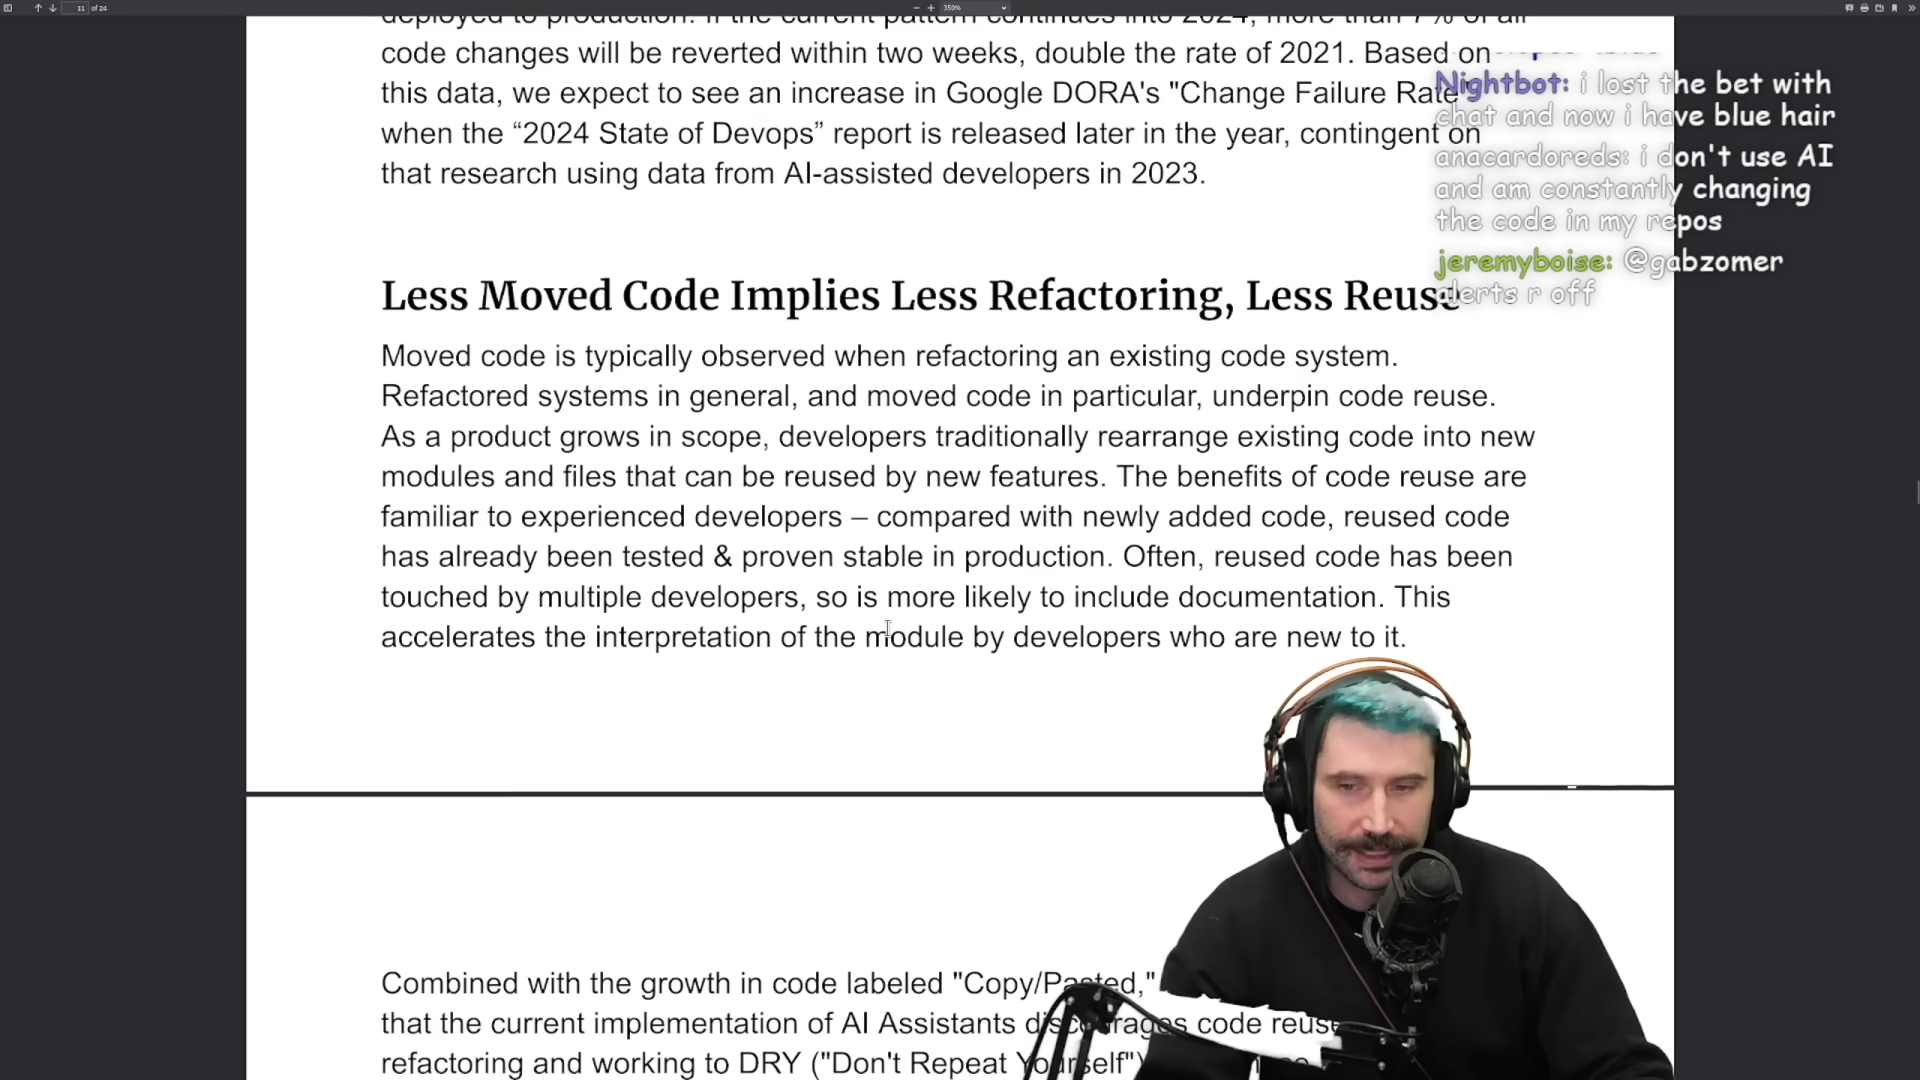 11 of 24
350%
code changes will be reverted within two weeks, double the rate of 2021. Based on
this data, we expect to see an increase in Google DORA's "Change Failure Rate"
when the “2024 State of Devops” report is released later in the year, contingent on
that research using data from AI-assisted developers in 2023.
Less Moved Code Implies Less Refactoring, Less Reuse
Moved code is typically observed when refactoring an existing code system.
Refactored systems in general, and moved code in particular, underpin code reuse.
As a product grows in scope, developers traditionally rearrange existing code into new
modules and files that can be reused by new features. The benefits of code reuse are
familiar to experienced developers – compared with newly added code, reused code
has already been tested & proven stable in production. Often, reused code has been
touched by multiple developers, so is more likely to include documentation. This
accelerates the interpretation of the module by developers who are new to it.
Combined with the growth in code labeled "Copy/Pasted,"
that the current implementation of AI Assistants discourages code reuse
refactoring and working to DRY ("Don't Repeat Yourself")
Nightbot: i lost the bet with
chat and now i have blue hair
anacardoreds: i don't use AI
and am constantly changing
the code in my repos
jeremyboise: @gabzomer
alerts r off